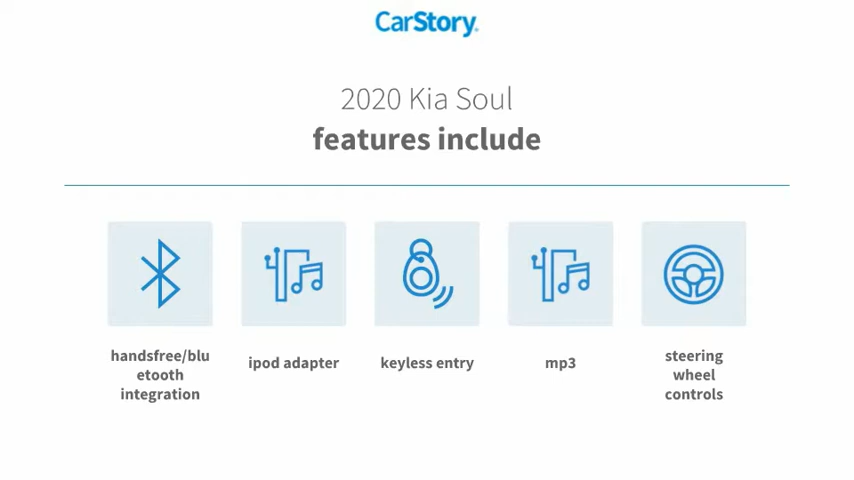 CarStory.
2020 Kia Soul
features include
handsfree/blu
etooth
integration
ipod adapter
keyless entry
mp3
steering
wheel
controls